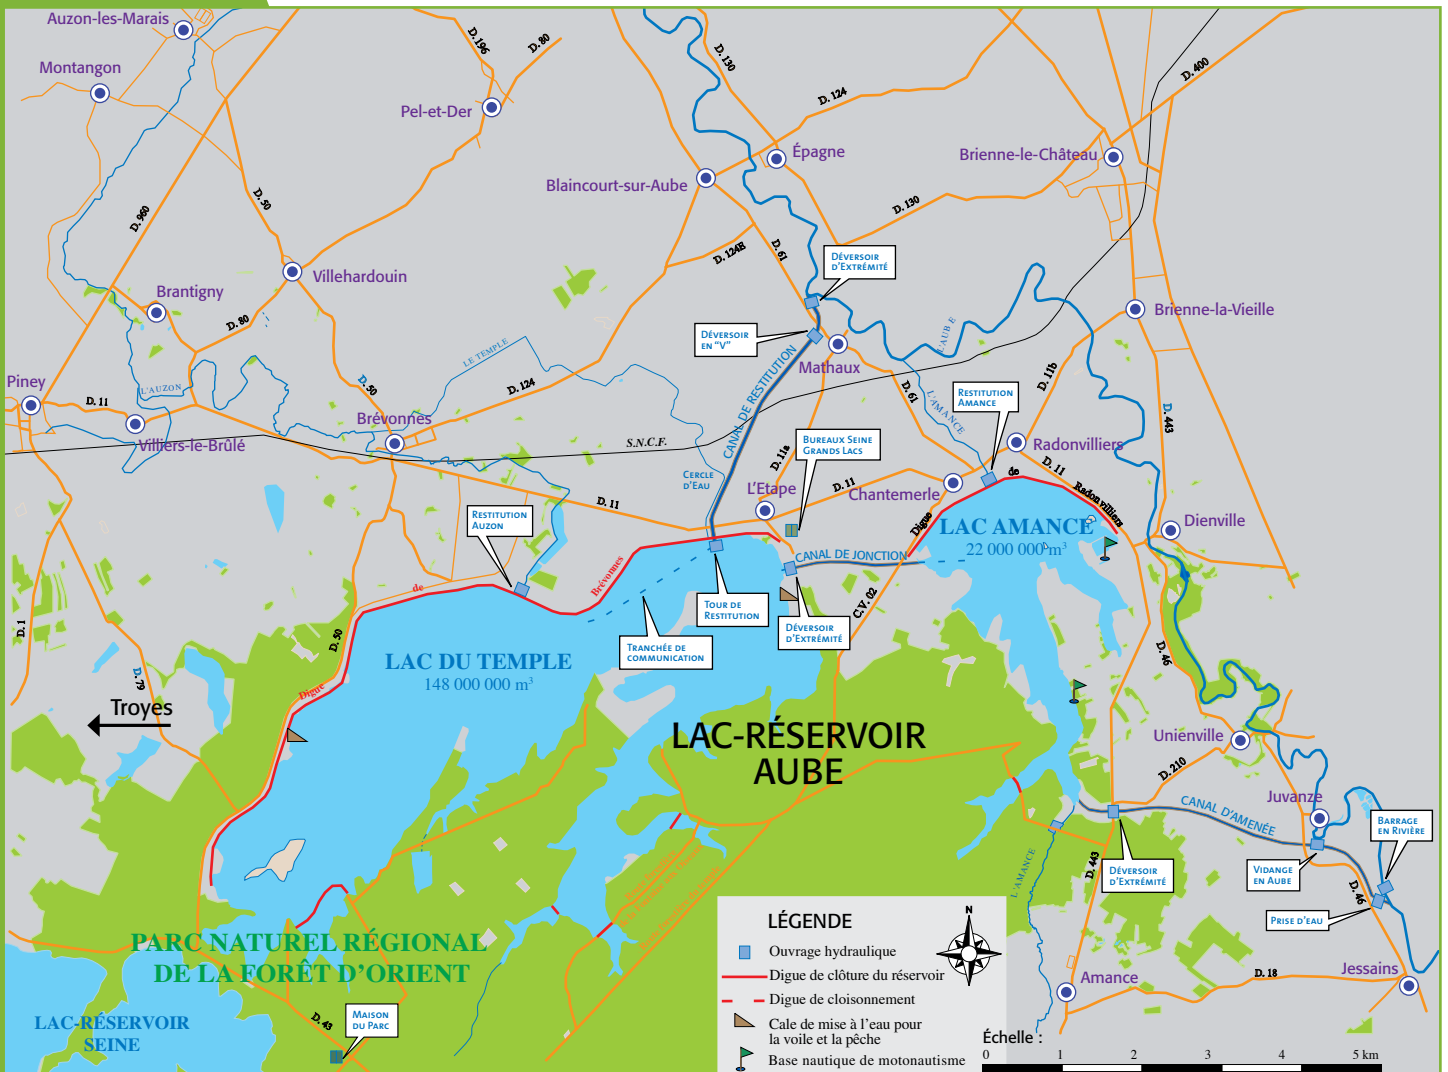 Auzon-les-Marais
Montangon
D. 196
D. 80
Pel-et-Der
D. 130
D. 124
D. 400
Épagne
Brienne-le-Château
Blaincourt-sur-Aube
D. 960
D. 50
D. 130
D. 124B
D. 61
DÉVERSOIR
D'EXTRÉMITÉ
Villehardouin
Brantigny
D. 80
Brienne-la-Vieille
DÉVERSOIR
EN "V"
Mathaux
L'AUBE
LE TEMPLE
CANAL DE RESTITUTION
L'AUZON
D. 124
D. 50
D. 11b
D. 61
L'AMANCE
RESTITUTION
AMANCE
D. 443
Piney
D. 11
Villiers-le-Brûlé
Brévonnes
S.N.C.F.
BUREAUX SEINE
GRANDS LACS
D. 11a
Radonvilliers
CERCLE
D'EAU
L'Etape
D. 11
Chantemerle
D. 11
D. 11
RESTITUTION
AUZON
Digue
de
Radonvilliers
LAC AMANCE
22 000 000 m³
Dienville
CANAL DE JONCTION
Digue
de
Brévonnes
TOUR DE
RESTITUTION
DÉVERSOIR
D'EXTRÉMITÉ
C.V. 02
TRANCHÉE DE
COMMUNICATION
D. 1
D. 50
D. 79
D. 46
LAC DU TEMPLE
148 000 000 m³
Troyes
LAC-RÉSERVOIR
AUBE
Unienville
D. 210
CANAL D'AMENÉE
Juvanze
BARRAGE
EN RIVIÈRE
L'AMANCE
D. 443
DÉVERSOIR
D'EXTRÉMITÉ
VIDANGE
EN AUBE
D. 46
PRISE D'EAU
PARC NATUREL RÉGIONAL
DE LA FORÊT D'ORIENT
LAC-RÉSERVOIR
SEINE
D. 43
MAISON
DU PARC
Amance
D. 18
Jessains
LÉGENDE
N
Ouvrage hydraulique
Digue de clôture du réservoir
Digue de cloisonnement
Cale de mise à l'eau pour
la voile et la pêche
Base nautique de motonautisme
Échelle :
0 1 2 3 4 5 km